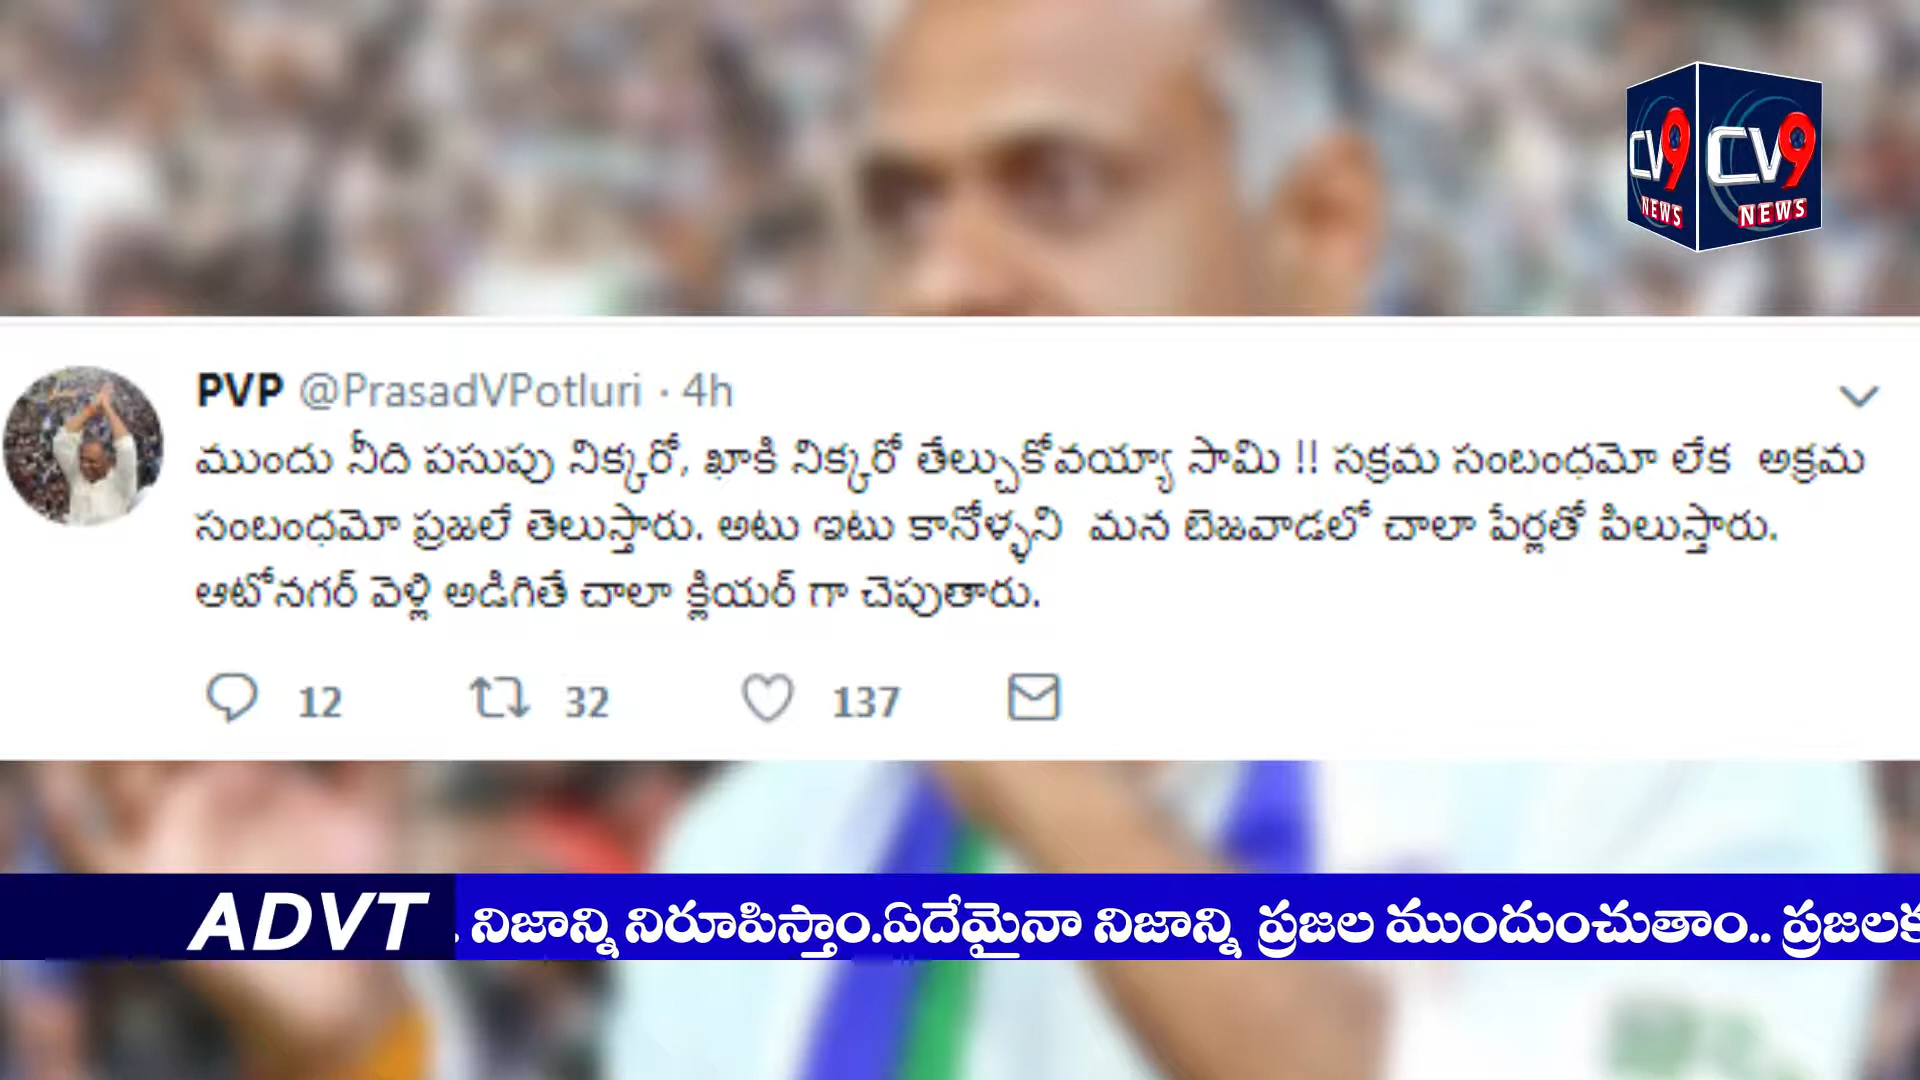 CV9 CV9
NEWS NEWS
PVP @PrasadVPotluri · 4h
ముందు నీది పసుపు నిక్కరో, ఖాకి నిక్కరో తేల్చుకోవయ్యా సామి !! సక్రమ సంబంధమో లేక అక్రమ
సంబంధమో ప్రజలే తెలుస్తారు. అటు ఇటు కానోళ్ళని మన బెజవాడలో చాలా పేర్లతో పిలుస్తారు.
ఆటోనగర్ వెళ్లి అడిగితే చాలా క్లియర్ గా చెపుతారు.
12 32 137
ADVT . నిజాన్ని నిరూపిస్తాం.ఏదేమైనా నిజాన్ని ప్రజల ముందుంచుతాం.. ప్రజలక